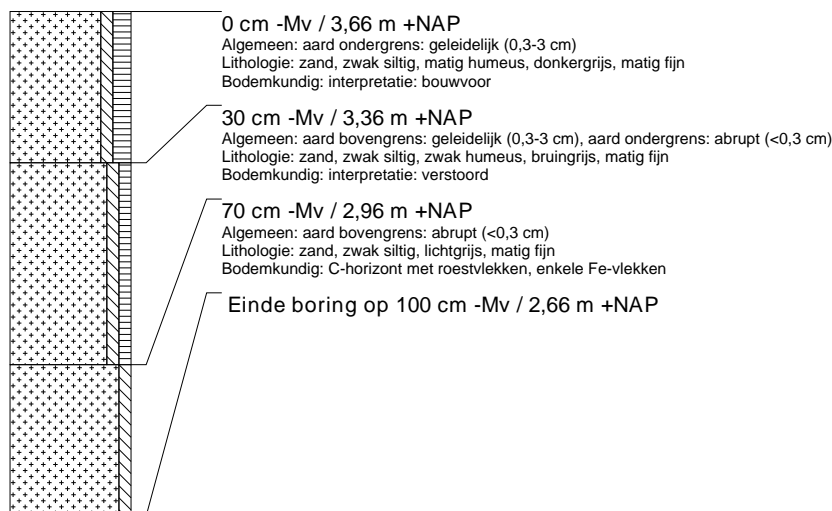 0 cm -Mv / 3,66 m +NAP
Algemeen: aard ondergrens: geleidelijk (0,3-3 cm)
Lithologie: zand, zwak siltig, matig humeus, donkergrijs, matig fijn
Bodemkundig: interpretatie: bouwvoor
30 cm -Mv / 3,36 m +NAP
Algemeen: aard bovengrens: geleidelijk (0,3-3 cm), aard ondergrens: abrupt (<0,3 cm)
Lithologie: zand, zwak siltig, zwak humeus, bruingrijs, matig fijn
Bodemkundig: interpretatie: verstoord
70 cm -Mv / 2,96 m +NAP
Algemeen: aard bovengrens: abrupt (<0,3 cm)
Lithologie: zand, zwak siltig, lichtgrijs, matig fijn
Bodemkundig: C-horizont met roestvlekken, enkele Fe-vlekken
Einde boring op 100 cm -Mv / 2,66 m +NAP